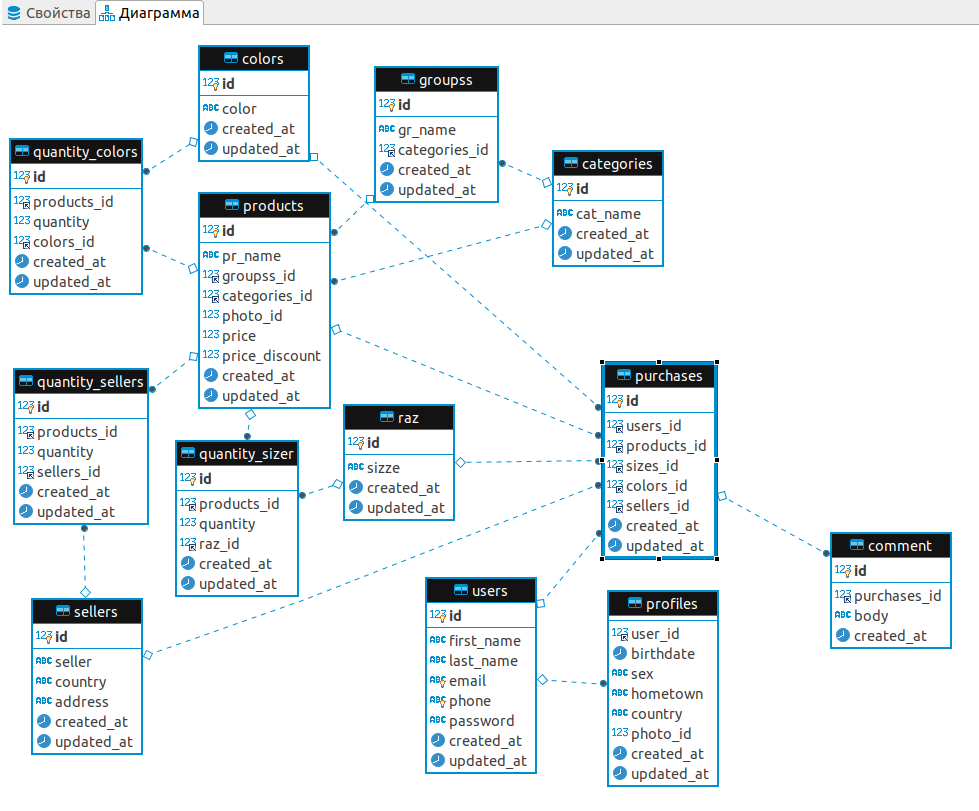 Свойства
Диаграмма
colors
id
color
created_at
updated_at
groupss
id
gr_name
categories_id
created_at
updated_at
quantity_colors
id
products_id
quantity
colors_id
created_at
updated_at
categories
id
cat_name
created_at
updated_at
products
id
pr_name
groupss_id
categories_id
photo_id
price
price_discount
created_at
updated_at
quantity_sellers
id
products_id
quantity
sellers_id
created_at
updated_at
purchases
id
users_id
products_id
sizes_id
colors_id
sellers_id
created_at
updated_at
raz
id
sizze
created_at
updated_at
quantity_sizer
id
products_id
quantity
raz_id
created_at
updated_at
comment
id
purchases_id
body
created_at
users
id
first_name
last_name
email
phone
password
created_at
updated_at
profiles
user_id
birthdate
sex
hometown
country
photo_id
created_at
updated_at
sellers
id
seller
country
address
created_at
updated_at